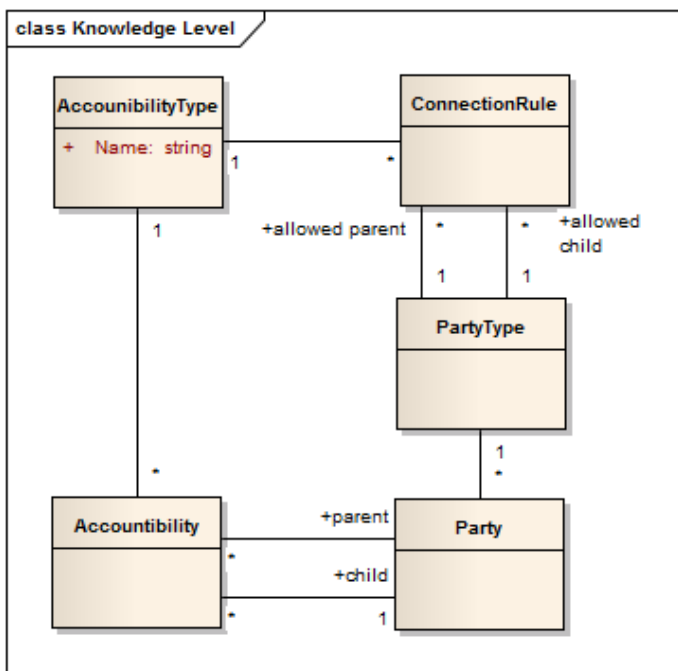 class Knowledge Level
AccounibilityType
+ Name: string
ConnectionRule
1
*
+allowed parent
*
*
+allowed
child
1
1
1
PartyType
1
*
*
Accountibility
+parent
*
+child
*
1
Party